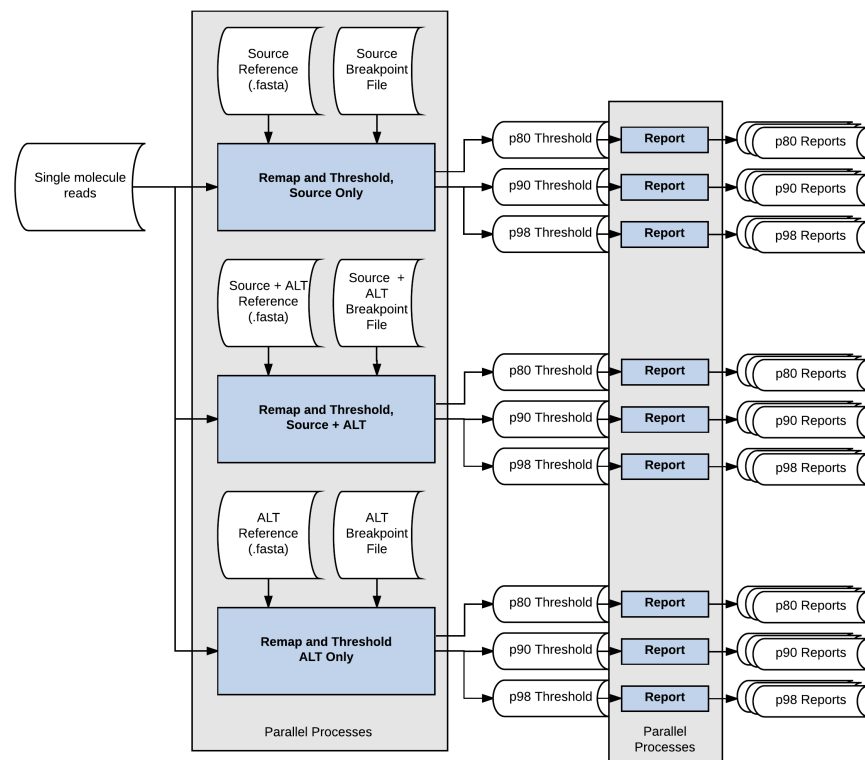 Source
Reference
(.fasta)
Source
Breakpoint
File
Single molecule
reads
Remap and Threshold,
Source Only
p80 Threshold
Report
p80 Reports
p90 Threshold
Report
p90 Reports
p98 Threshold
Report
p98 Reports
Source + ALT
Reference
(.fasta)
Source +
ALT
Breakpoint
File
Remap and Threshold,
Source + ALT
p80 Threshold
Report
p80 Reports
p90 Threshold
Report
p90 Reports
p98 Threshold
Report
p98 Reports
ALT
Reference
(.fasta)
ALT
Breakpoint
File
Remap and Threshold
ALT Only
p80 Threshold
Report
p80 Reports
p90 Threshold
Report
p90 Reports
p98 Threshold
Report
p98 Reports
Parallel Processes
Parallel
Processes